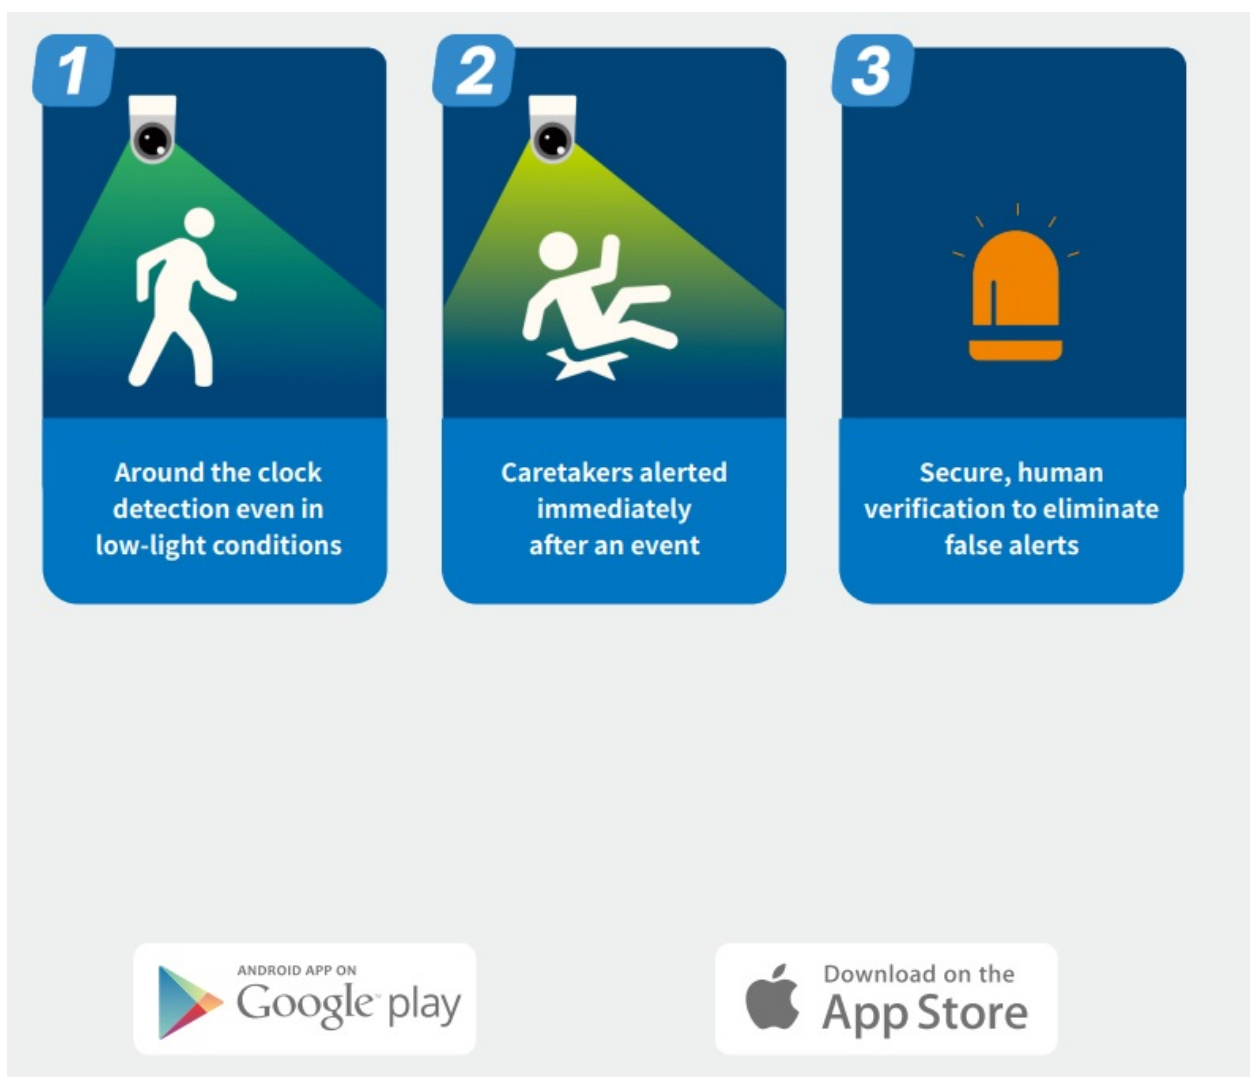 1
Around the clock
detection even in
low-light conditions
2
Caretakers alerted
immediately
after an event
3
Secure, human
verification to eliminate
false alerts
ANDROID APP ON
Google play
Download on the
App Store